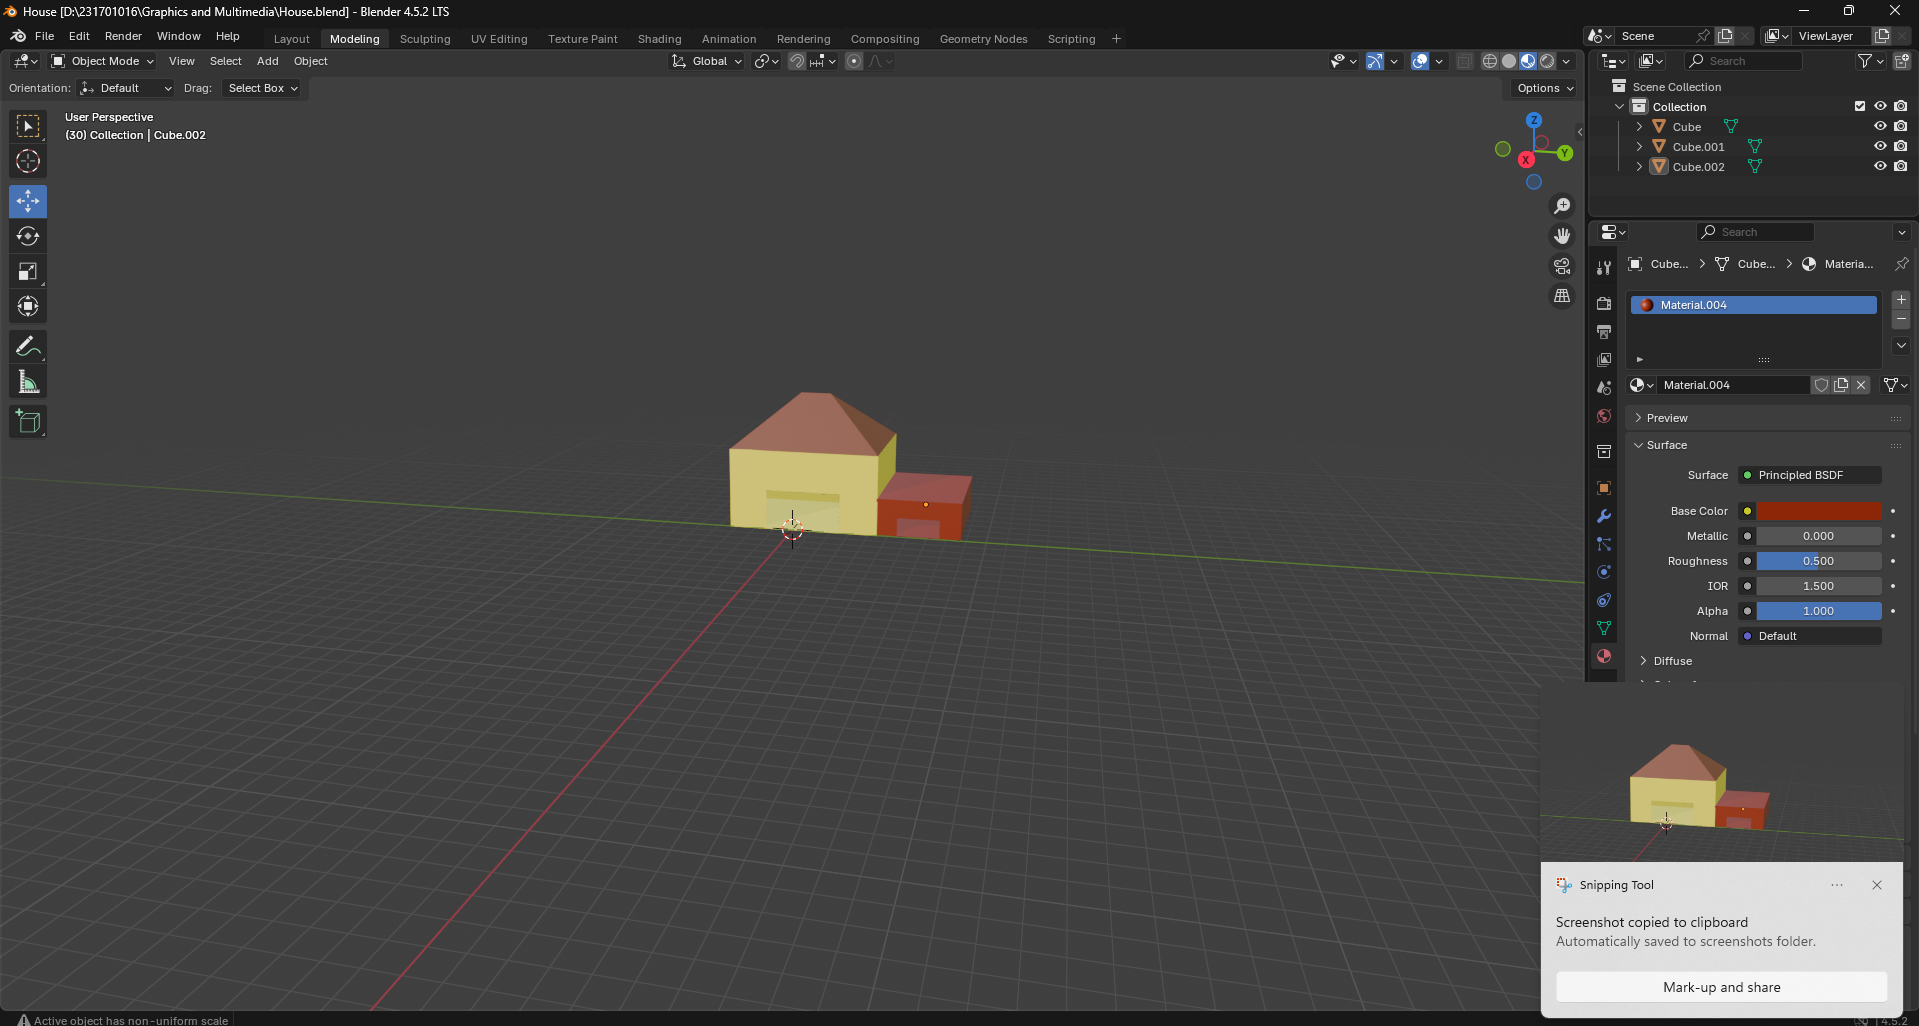 House [D:\231701016\Graphics and Multimedia\House.blend] - Blender 4.5.2 LTS
File Edit Render Window Help Layout Modeling Sculpting UV Editing Texture Paint Shading Animation Rendering Compositing Geometry Nodes Scripting + Scene ViewLayer
Object Mode View Select Add Object Global Search
Orientation: Default Drag: Select Box Options
User Perspective
(30) Collection | Cube.002
Z
Y
X
Scene Collection
Collection
Cube
Cube.001
Cube.002
Search
Cube... Cube... Materia...
Material.004
Material.004
Preview
Surface
Surface Principled BSDF
Base Color
Metallic 0.000
Roughness 0.500
IOR 1.500
Alpha 1.000
Normal Default
Diffuse
Snipping Tool
Screenshot copied to clipboard
Automatically saved to screenshots folder.
Mark-up and share
Active object has non-uniform scale
4.5.2